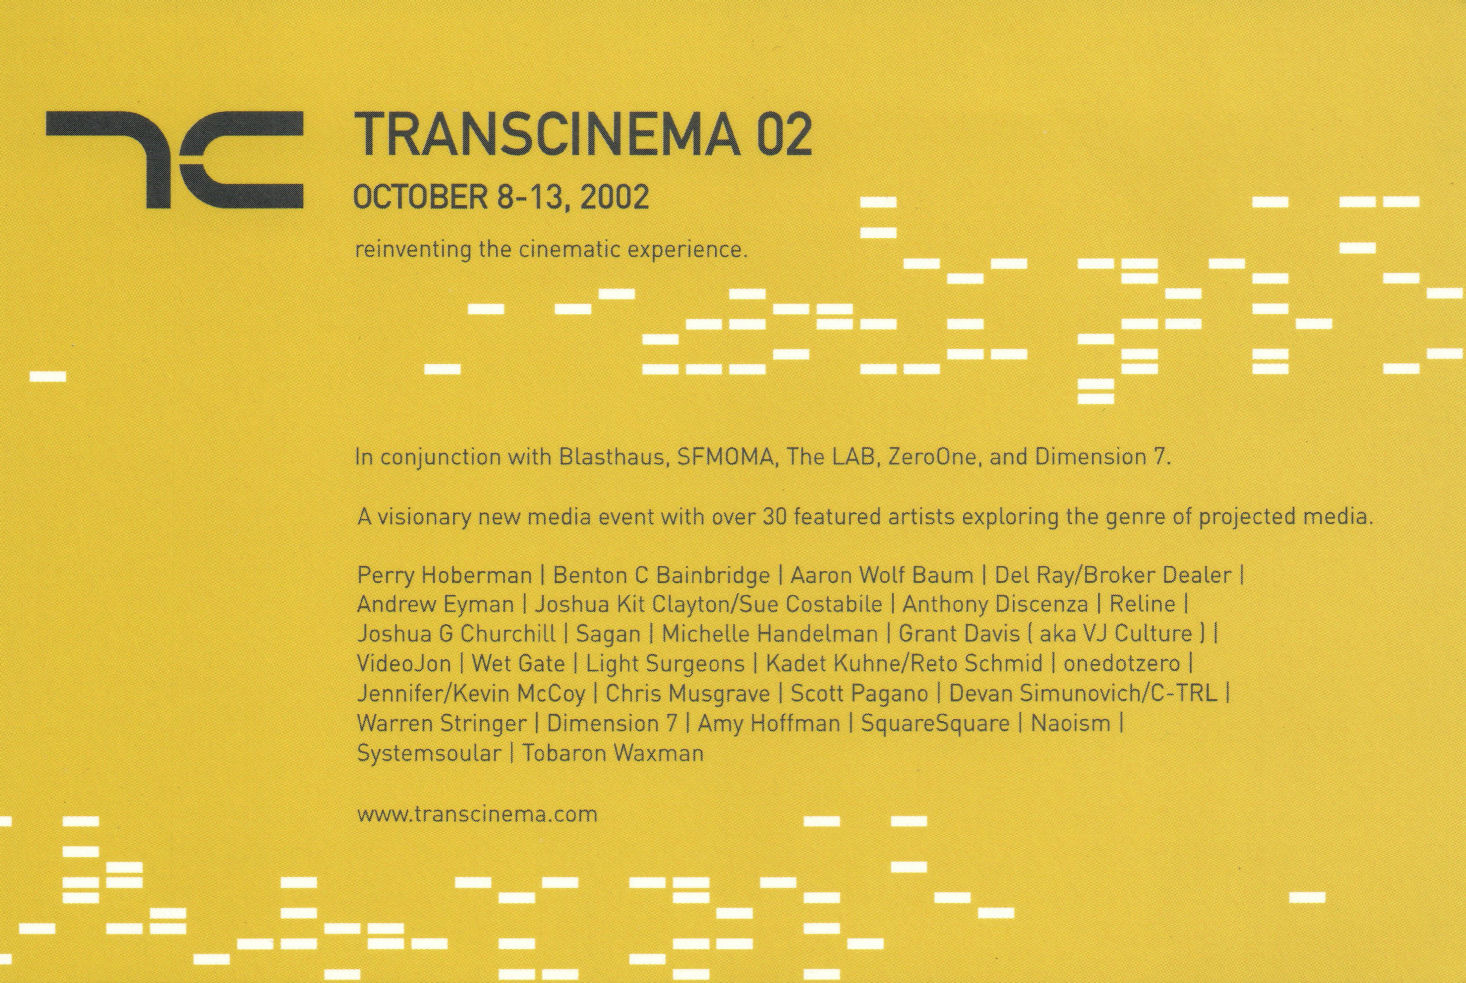 TC
TRANSCINEMA 02
OCTOBER 8-13, 2002
reinventing the cinematic experience.
In conjunction with Blasthaus, SFMOMA, The LAB, ZeroOne, and Dimension 7.
A visionary new media event with over 30 featured artists exploring the genre of projected media.
Perry Hoberman | Benton C Bainbridge | Aaron Wolf Baum | Del Ray/Broker Dealer |
Andrew Eyman | Joshua Kit Clayton/Sue Costabile | Anthony Discenza | Reline |
Joshua G Churchill | Sagan | Michelle Handelman | Grant Davis ( aka VJ Culture ) |
VideoJon | Wet Gate | Light Surgeons | Kadet Kuhne/Reto Schmid | onedotzero |
Jennifer/Kevin McCoy | Chris Musgrave | Scott Pagano | Devan Simunovich/C-TRL |
Warren Stringer | Dimension 7 | Amy Hoffman | SquareSquare | Naoism |
Systemsoular | Tobaron Waxman
www.transcinema.com